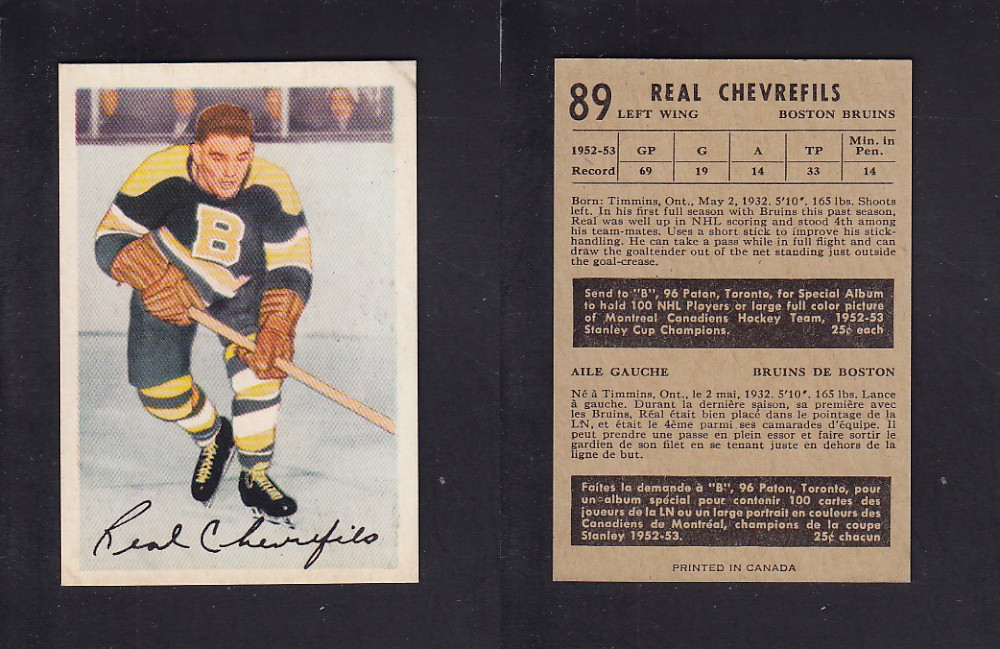 B
Real Chevrefils
89 REAL CHEVREFILS
LEFT WING BOSTON BRUINS
1952-53 GP G A TP Min. in Pen.
Record 69 19 14 33 14
Born: Timmins, Ont., May 2, 1932. 5'10". 165 lbs. Shoots
left. In his first full season with Bruins this past season,
Real was well up in NHL scoring and stood 4th among
his team-mates. Uses a short stick to improve his stick-
handling. He can take a pass while in full flight and can
draw the goaltender out of the net standing just outside
the goal-crease.
Send to "B", 96 Paton, Toronto, for Special Album
to hold 100 NHL Players or large full color picture
of Montreal Canadiens Hockey Team, 1952-53
Stanley Cup Champions. 25¢ each
AILE GAUCHE BRUINS DE BOSTON
Né à Timmins, Ont., le 2 mai, 1932. 5'10". 165 lbs. Lance
à gauche. Durant la dernière saison, sa première avec
les Bruins, Réal était bien placé dans le pointage de la
LN, et était le 4ème parmi ses camarades d'équipe. Il
peut prendre une passe en plein essor et faire sortir le
gardien de son filet en se tenant juste en dehors de la
ligne de but.
Faites la demande à "B", 96 Paton, Toronto, pour
un album spécial pour contenir 100 cartes des
joueurs de la LN ou un large portrait en couleurs des
Canadiens de Montréal, champions de la coupe
Stanley 1952-53. 25¢ chacun
PRINTED IN CANADA